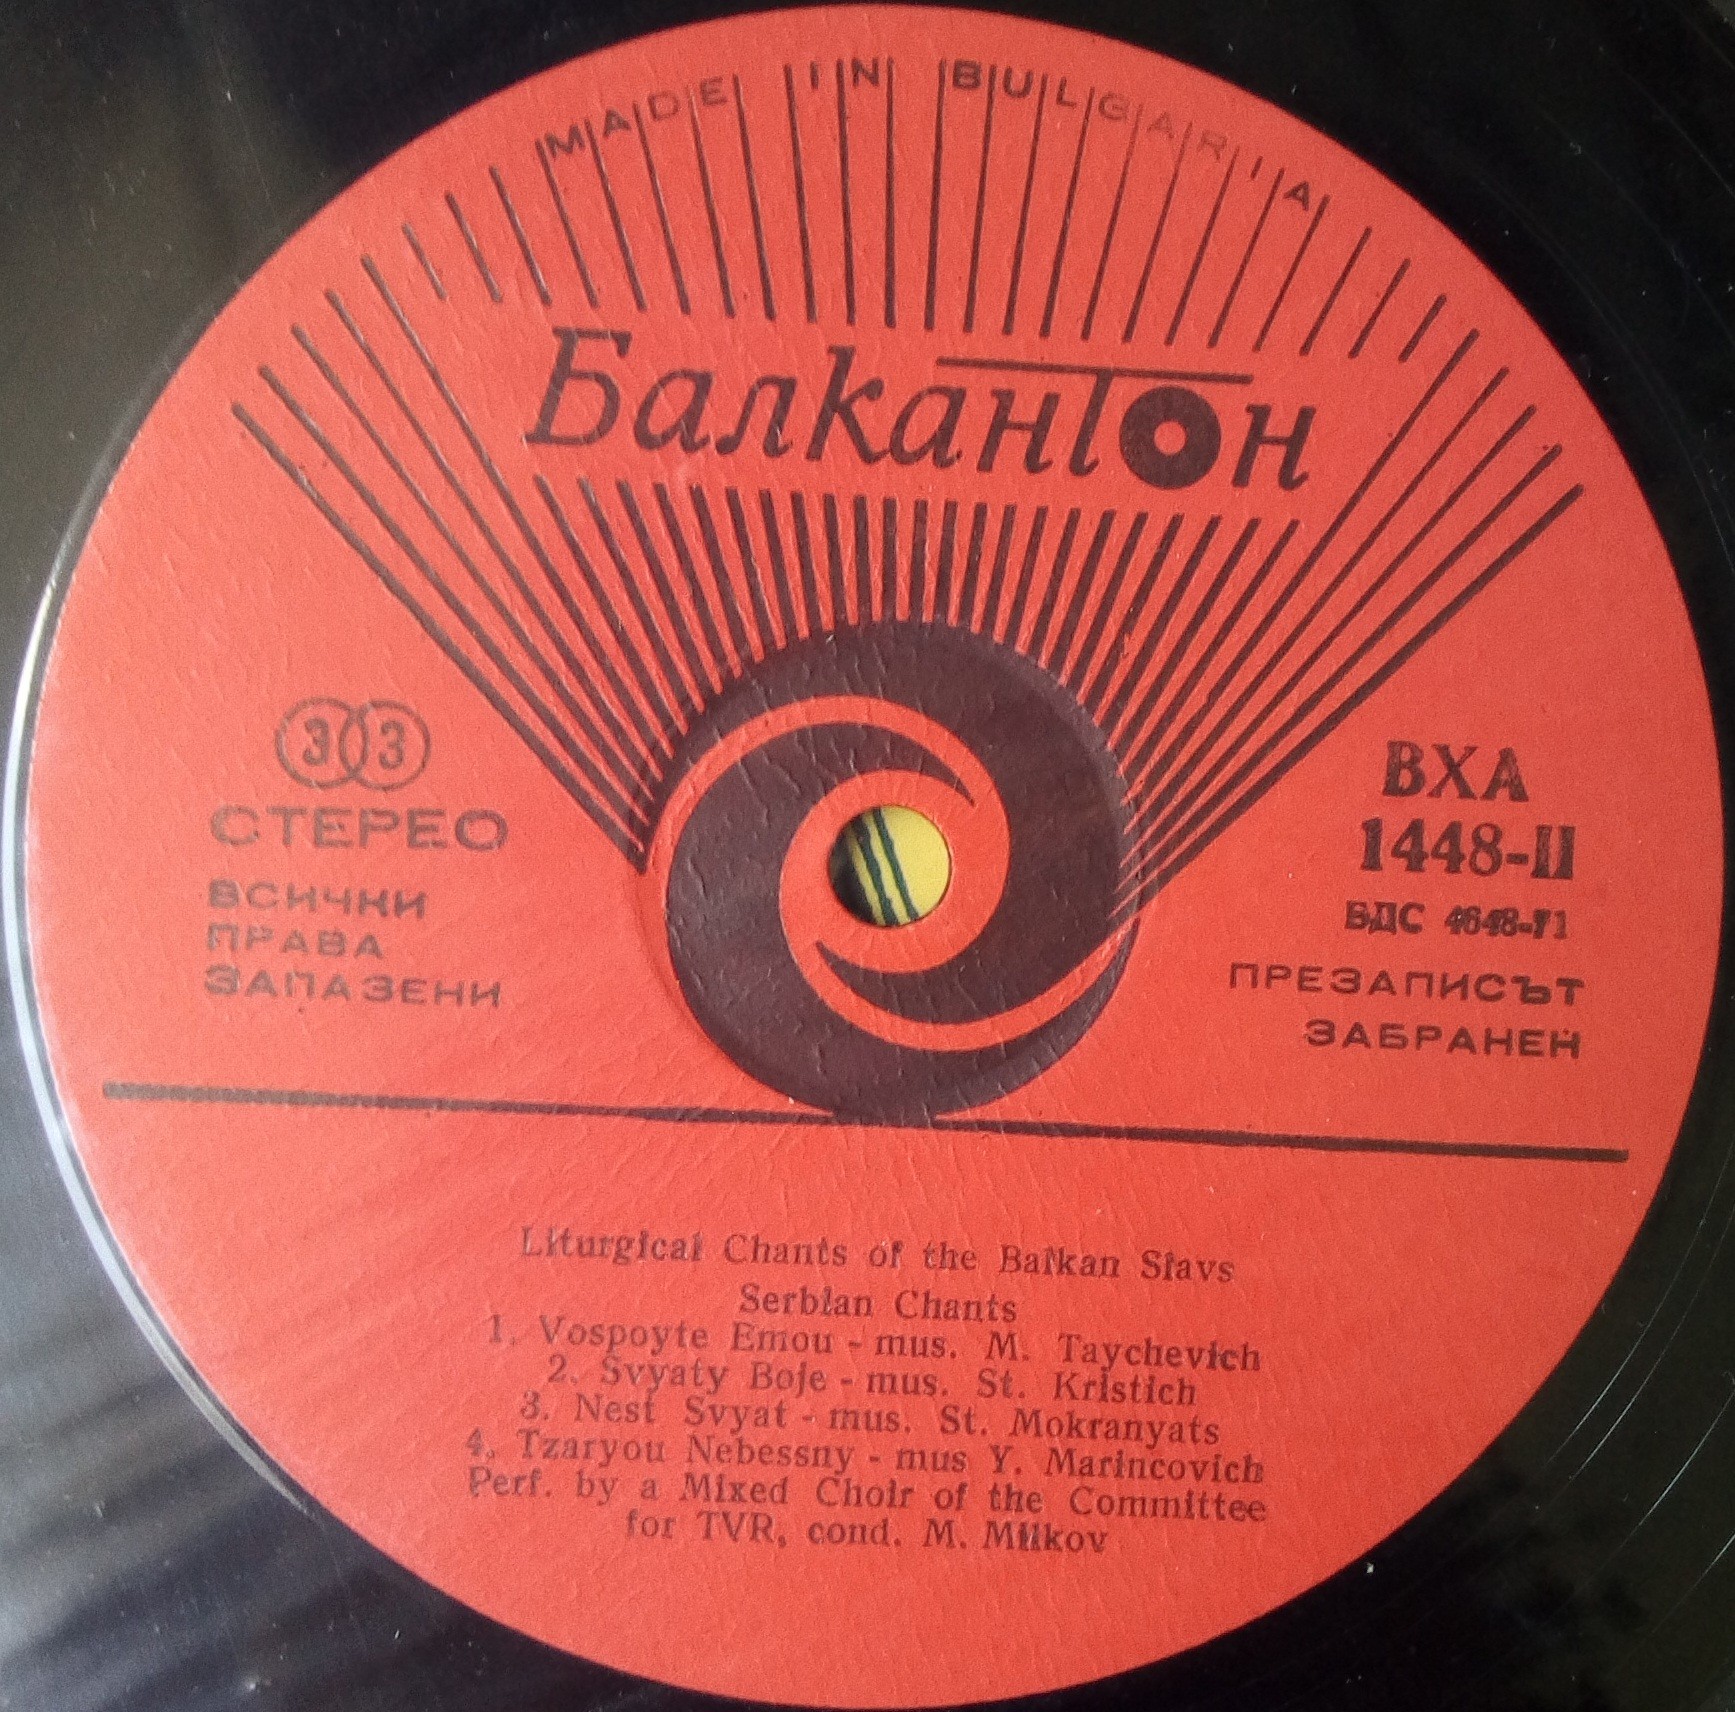 MADE IN BULGARIA
Балкантон
33
СТЕРЕО
ВСИЧКИ
ПРАВА
ЗАПАЗЕНИ
ВХА
1448-II
БДС 4648-71
ПРЕЗАПИСЪТ
ЗАБРАНЕН
Liturgical Chants of the Balkan Slavs
Serbian Chants
1. Vospoyte Emou - mus. M. Taychevich
2. Svyaty Boje - mus. St. Kristich
3. Nest Svyat - mus. St. Mokranyats
4. Tzaryou Nebessny - mus Y. Marincovich
Perf. by a Mixed Choir of the Committee
for TVR, cond. M. Milkov